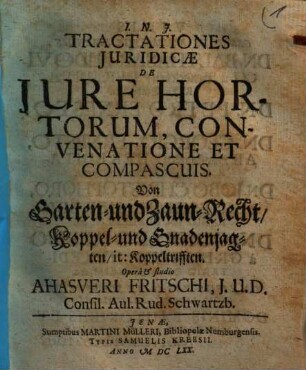 I. N. J.
TRACTATIONES
JURIDICÆ
DE
JURE HOR-
TORUM, CON-
VENATIONE ET
COMPASCUIS,
Von
Garten-und Zaun-Recht/
Koppel-und Gnadenjag-
ten/it: Koppeltrifften.
Operâ & studio
AHASVERI FRITSCHI, J. U. D.
Consil. Aul. Rud. Schwartzb.
JENÆ,
Sumptibus MARTINI MÜLLERI, Bibliopolæ Numburgensis.
Typis SAMUELIS KREBSII.
ANNO M DC LXX.